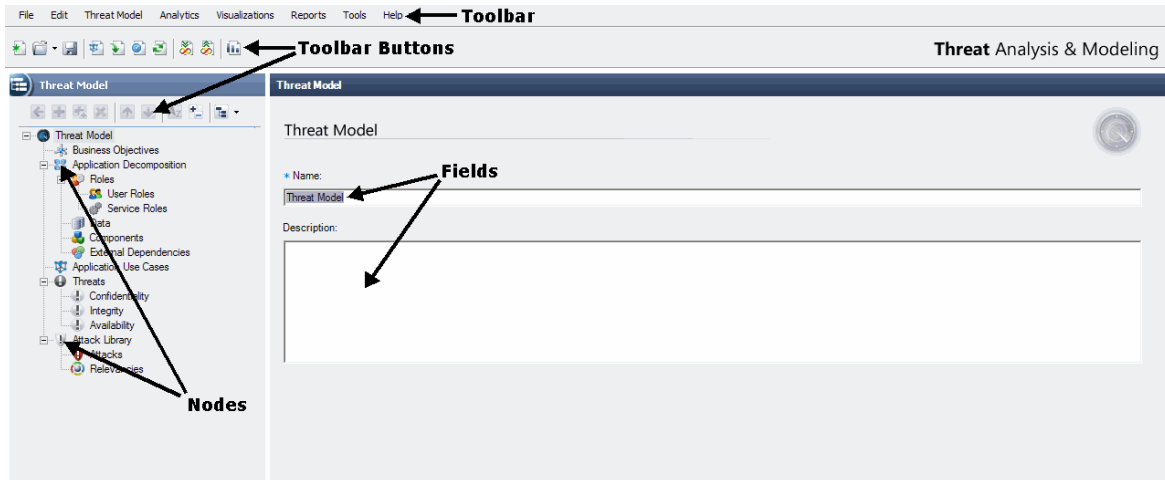 File Edit Threat Model Analytics Visualizations Reports Tools Help Toolbar
Toolbar Buttons
Threat Analysis & Modeling
Threat Model
Threat Model
Business Objectives
Application Decomposition
Roles
User Roles
Service Roles
Data
Components
External Dependencies
Application Use Cases
Threats
Confidentiality
Integrity
Availability
Attack Library
Attacks
Relevancies
Nodes
Threat Model
Threat Model
* Name:
Fields
Threat Model
Description: